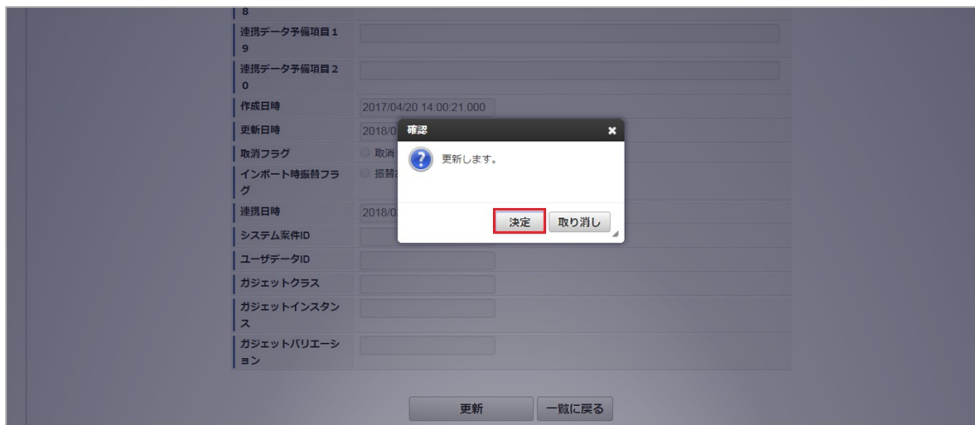 8
連携データ予備項目1
9
連携データ予備項目2
0
作成日時 2017/04/20 14:00:21.000
更新日時 2018/0
確認
取消フラグ 取消
更新します。
インポート時振替フラ
グ
振替
連携日時 2018/0
決定 取り消し
システム案件ID
ユーザデータID
ガジェットクラス
ガジェットインスタン
ス
ガジェットバリエーシ
ョン
更新 一覧に戻る